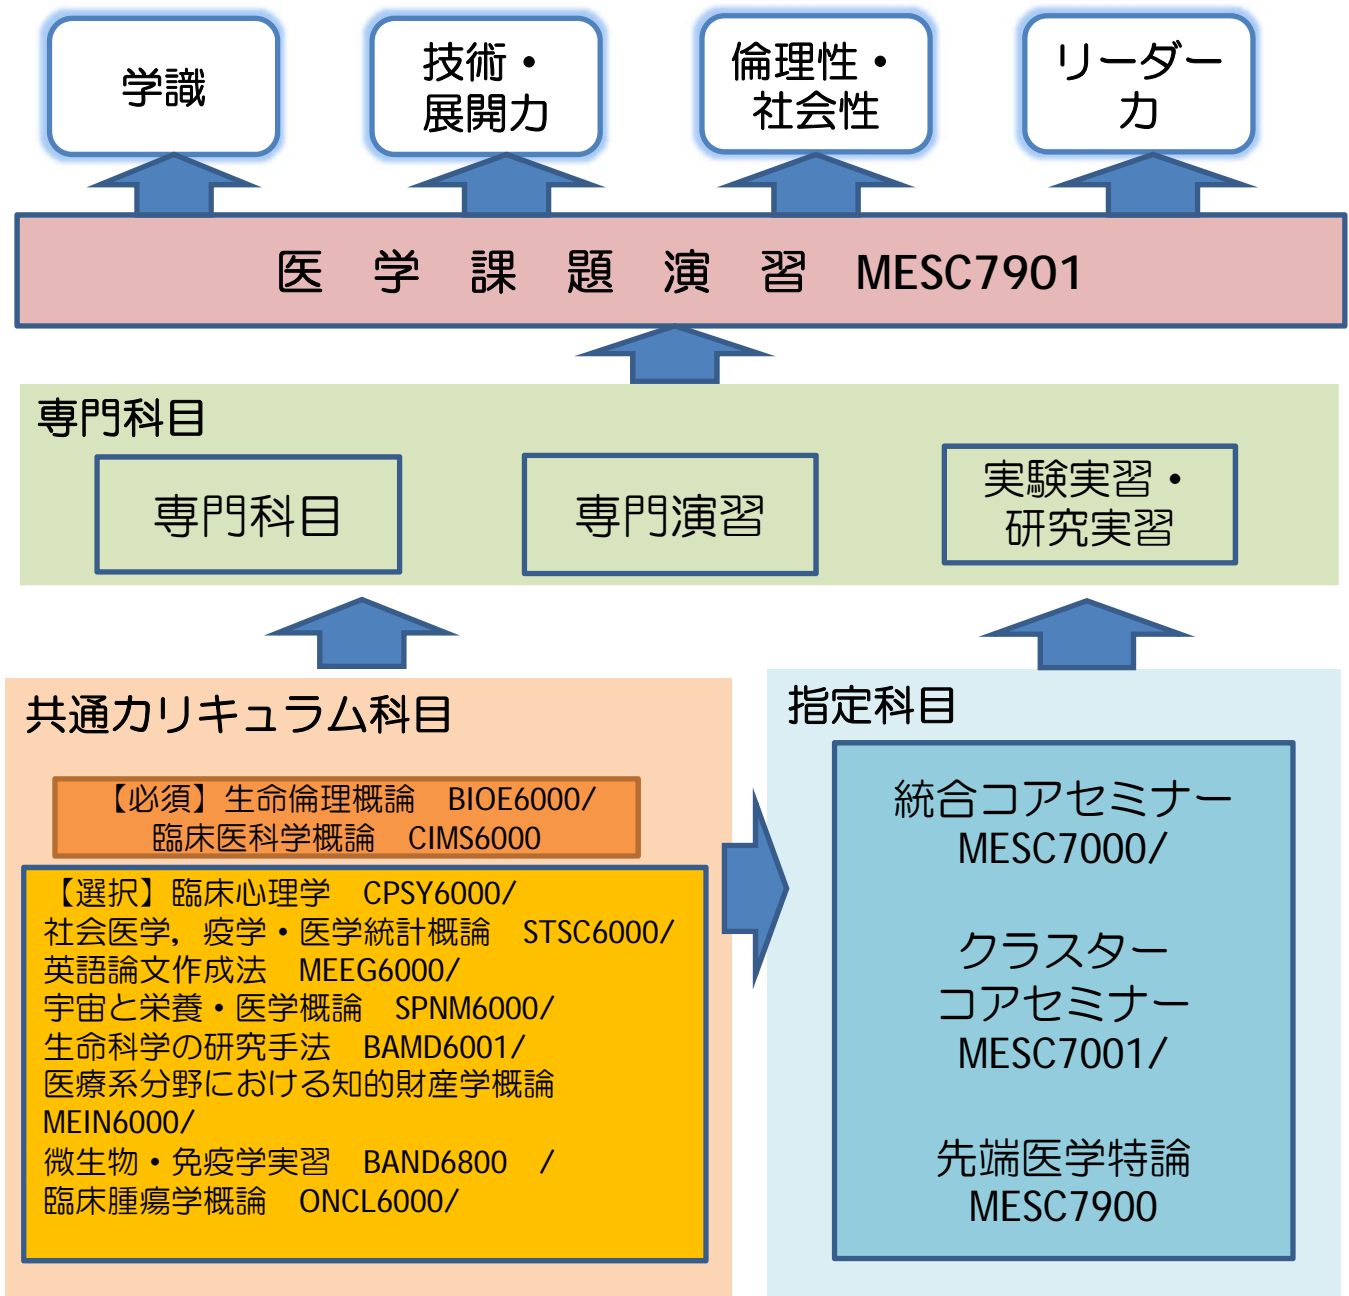 学識
技術・
展開力
倫理性・
社会性
リーダー
力
医 学 課 題 演 習 MESC7901
専門科目
専門科目
専門演習
実験実習・
研究実習
共通カリキュラム科目
【必須】生命倫理概論 BIOE6000/
臨床医科学概論 CIMS6000
【選択】臨床心理学 CPSY6000/
社会医学，疫学・医学統計概論 STSC6000/
英語論文作成法 MEEG6000/
宇宙と栄養・医学概論 SPNM6000/
生命科学の研究手法 BAMD6001/
医療系分野における知的財産学概論
MEIN6000/
微生物・免疫学実習 BAND6800 /
臨床腫瘍学概論 ONCL6000/
指定科目
統合コアセミナー
MESC7000/
クラスター
コアセミナー
MESC7001/
先端医学特論
MESC7900